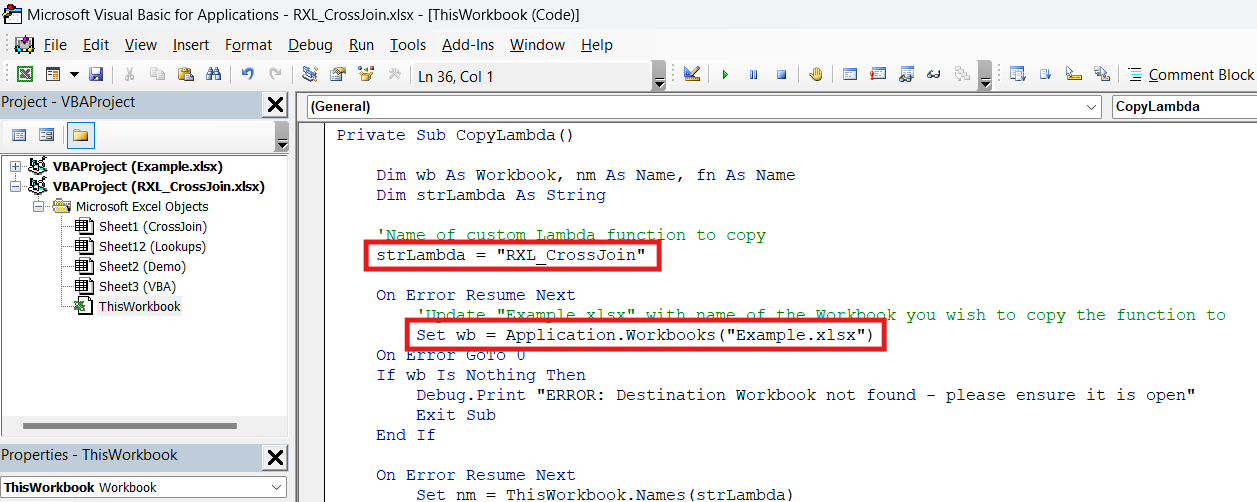 Microsoft Visual Basic for Applications - RXL_CrossJoin.xlsx - [ThisWorkbook (Code)]
File Edit View Insert Format Debug Run Tools Add-Ins Window Help
Ln 36, Col 1
Comment Block
Project - VBAProject
VBAProject (Example.xlsx)
VBAProject (RXL_CrossJoin.xlsx)
Microsoft Excel Objects
Sheet1 (CrossJoin)
Sheet12 (Lookups)
Sheet2 (Demo)
Sheet3 (VBA)
ThisWorkbook
Properties - ThisWorkbook
ThisWorkbook Workbook
(General)
CopyLambda
Private Sub CopyLambda()
Dim wb As Workbook, nm As Name, fn As Name
Dim strLambda As String
'Name of custom Lambda function to copy
strLambda = "RXL_CrossJoin"
On Error Resume Next
'Update "Example.xlsx" with name of the Workbook you wish to copy the function to
Set wb = Application.Workbooks("Example.xlsx")
On Error GoTo 0
If wb Is Nothing Then
Debug.Print "ERROR: Destination Workbook not found - please ensure it is open"
Exit Sub
End If
On Error Resume Next
Set nm = ThisWorkbook.Names(strLambda)